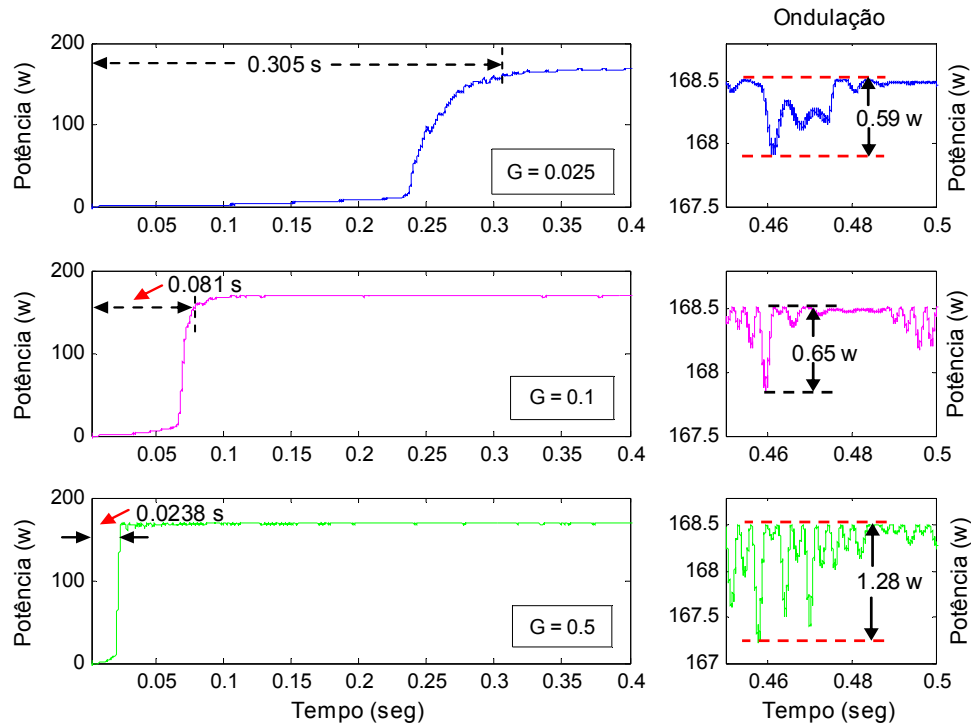 Ondulação
Potência (w)
200
100
0
0.305 s
G = 0.025
0.05
0.1
0.15
0.2
0.25
0.3
0.35
0.4
168.5
168
167.5
0.59 w
0.46
0.48
0.5
Potência (w)
Potência (w)
200
100
0
0.081 s
G = 0.1
0.05
0.1
0.15
0.2
0.25
0.3
0.35
0.4
168.5
168
167.5
0.65 w
0.46
0.48
0.5
Potência (w)
Potência (w)
200
100
0
0.0238 s
G = 0.5
0.05
0.1
0.15
0.2
0.25
0.3
0.35
0.4
Tempo (seg)
168.5
168
167.5
167
1.28 w
0.46
0.48
0.5
Tempo (seg)
Potência (w)